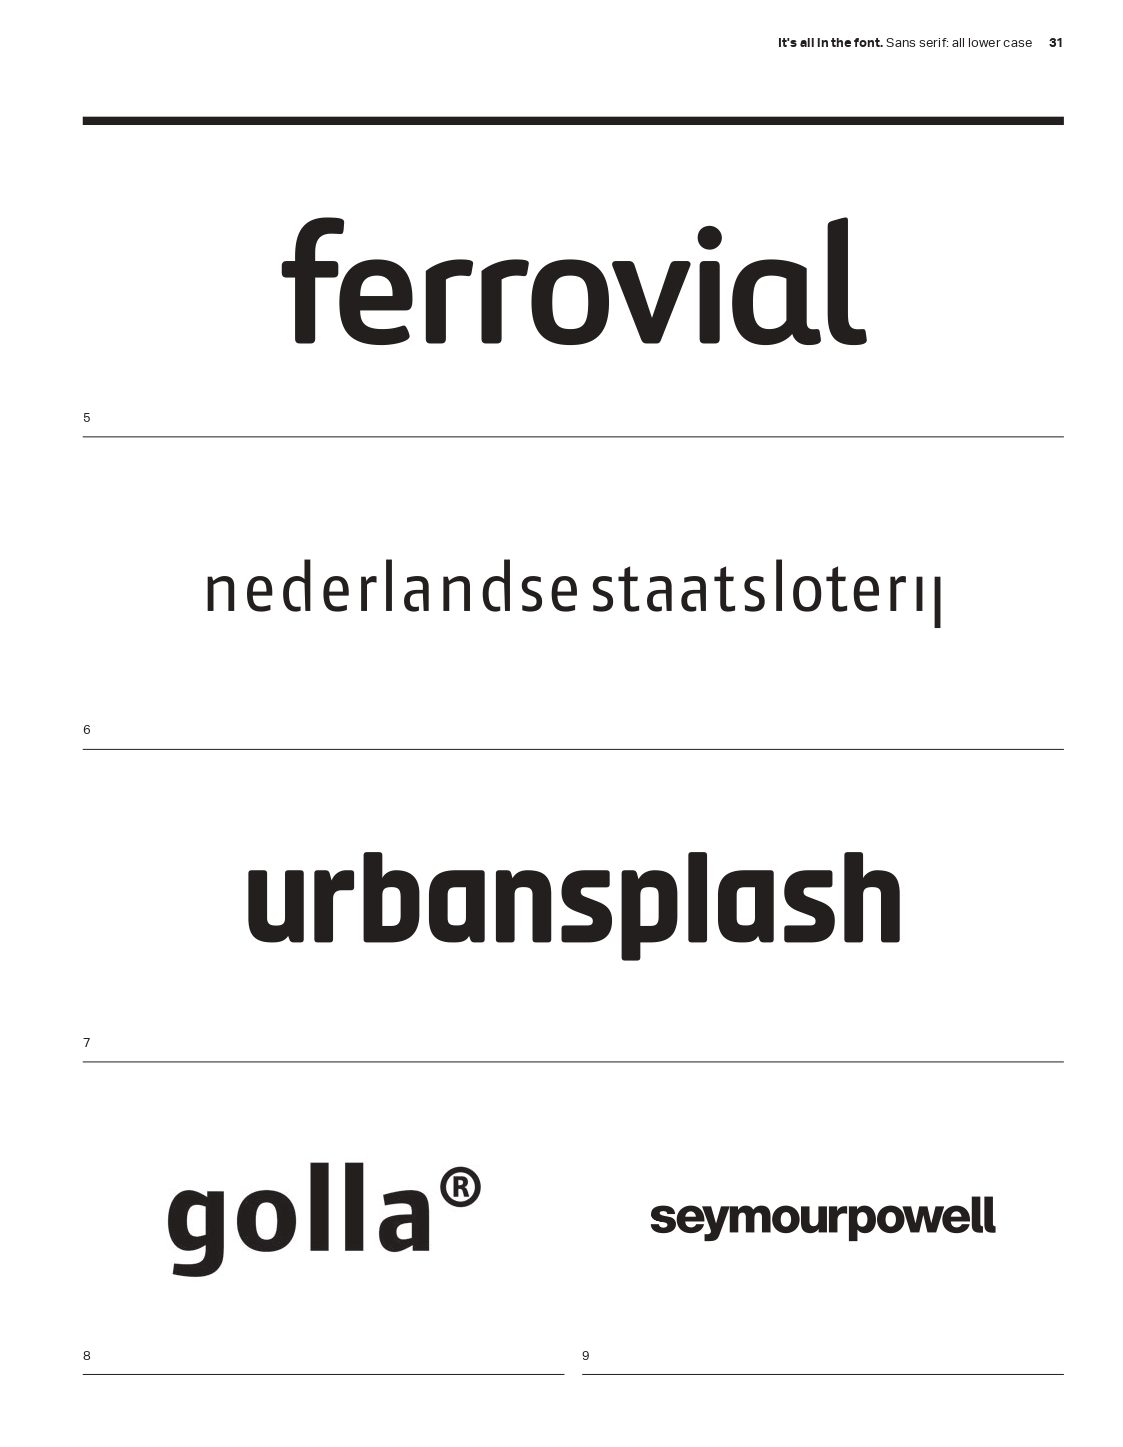 It's all in the font. Sans serif: all lower case 31
ferrovial
5
nederlandse staatsloterıȷ
6
urbansplash
7
golla®
seymourpowell
8
9